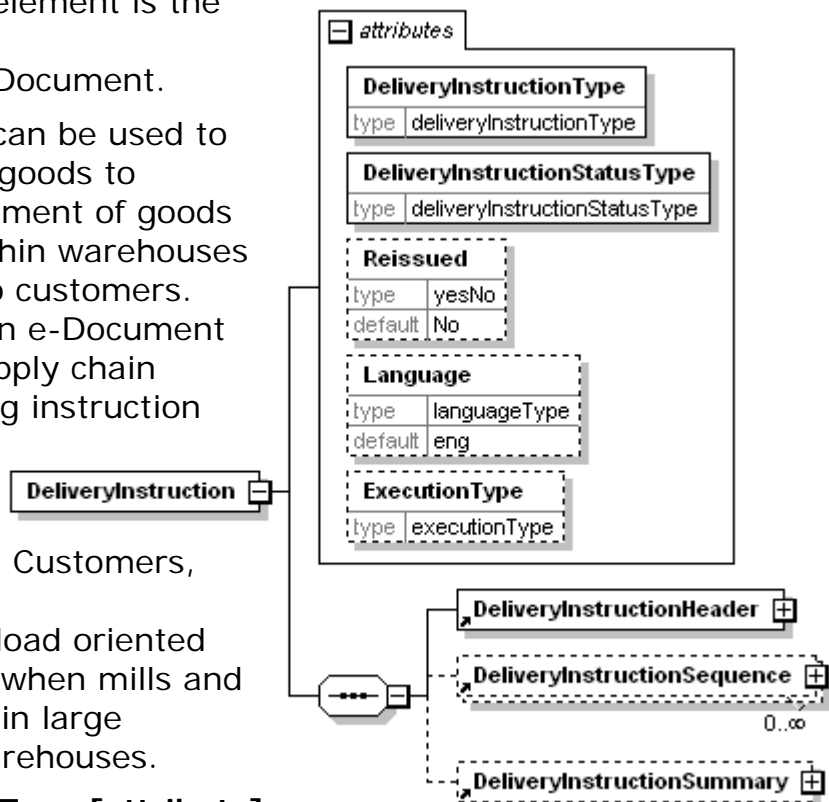 element is the
Document.
can be used to
goods to
ment of goods
hin warehouses
o customers.
n e-Document
pply chain
g instruction
Customers,
load oriented
when mills and
in large
rehouses.
attributes
DeliveryInstructionType
type deliveryInstructionType
DeliveryInstructionStatusType
type deliveryInstructionStatusType
Reissued
type yesNo
default No
Language
type languageType
default eng
ExecutionType
type executionType
DeliveryInstruction
DeliveryInstructionHeader
DeliveryInstructionSequence
0..∞
DeliveryInstructionSummary